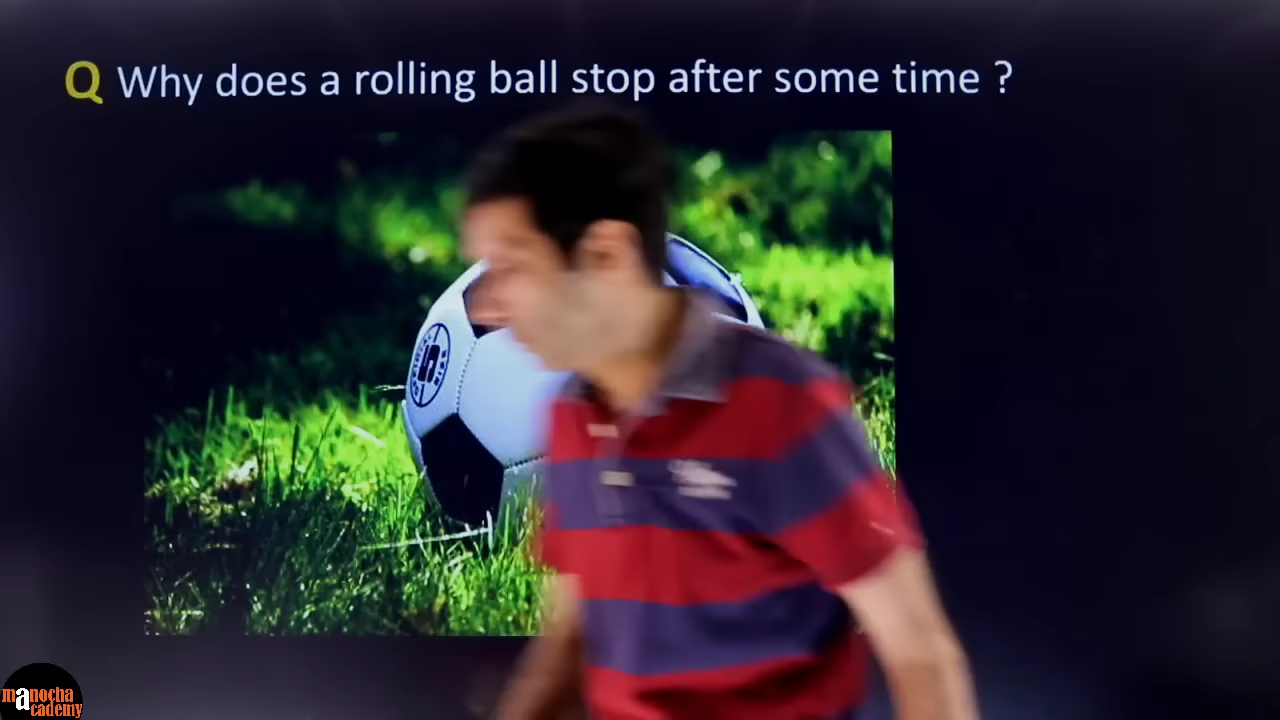 Q Why does a rolling ball stop after some time ?
manocha
academy